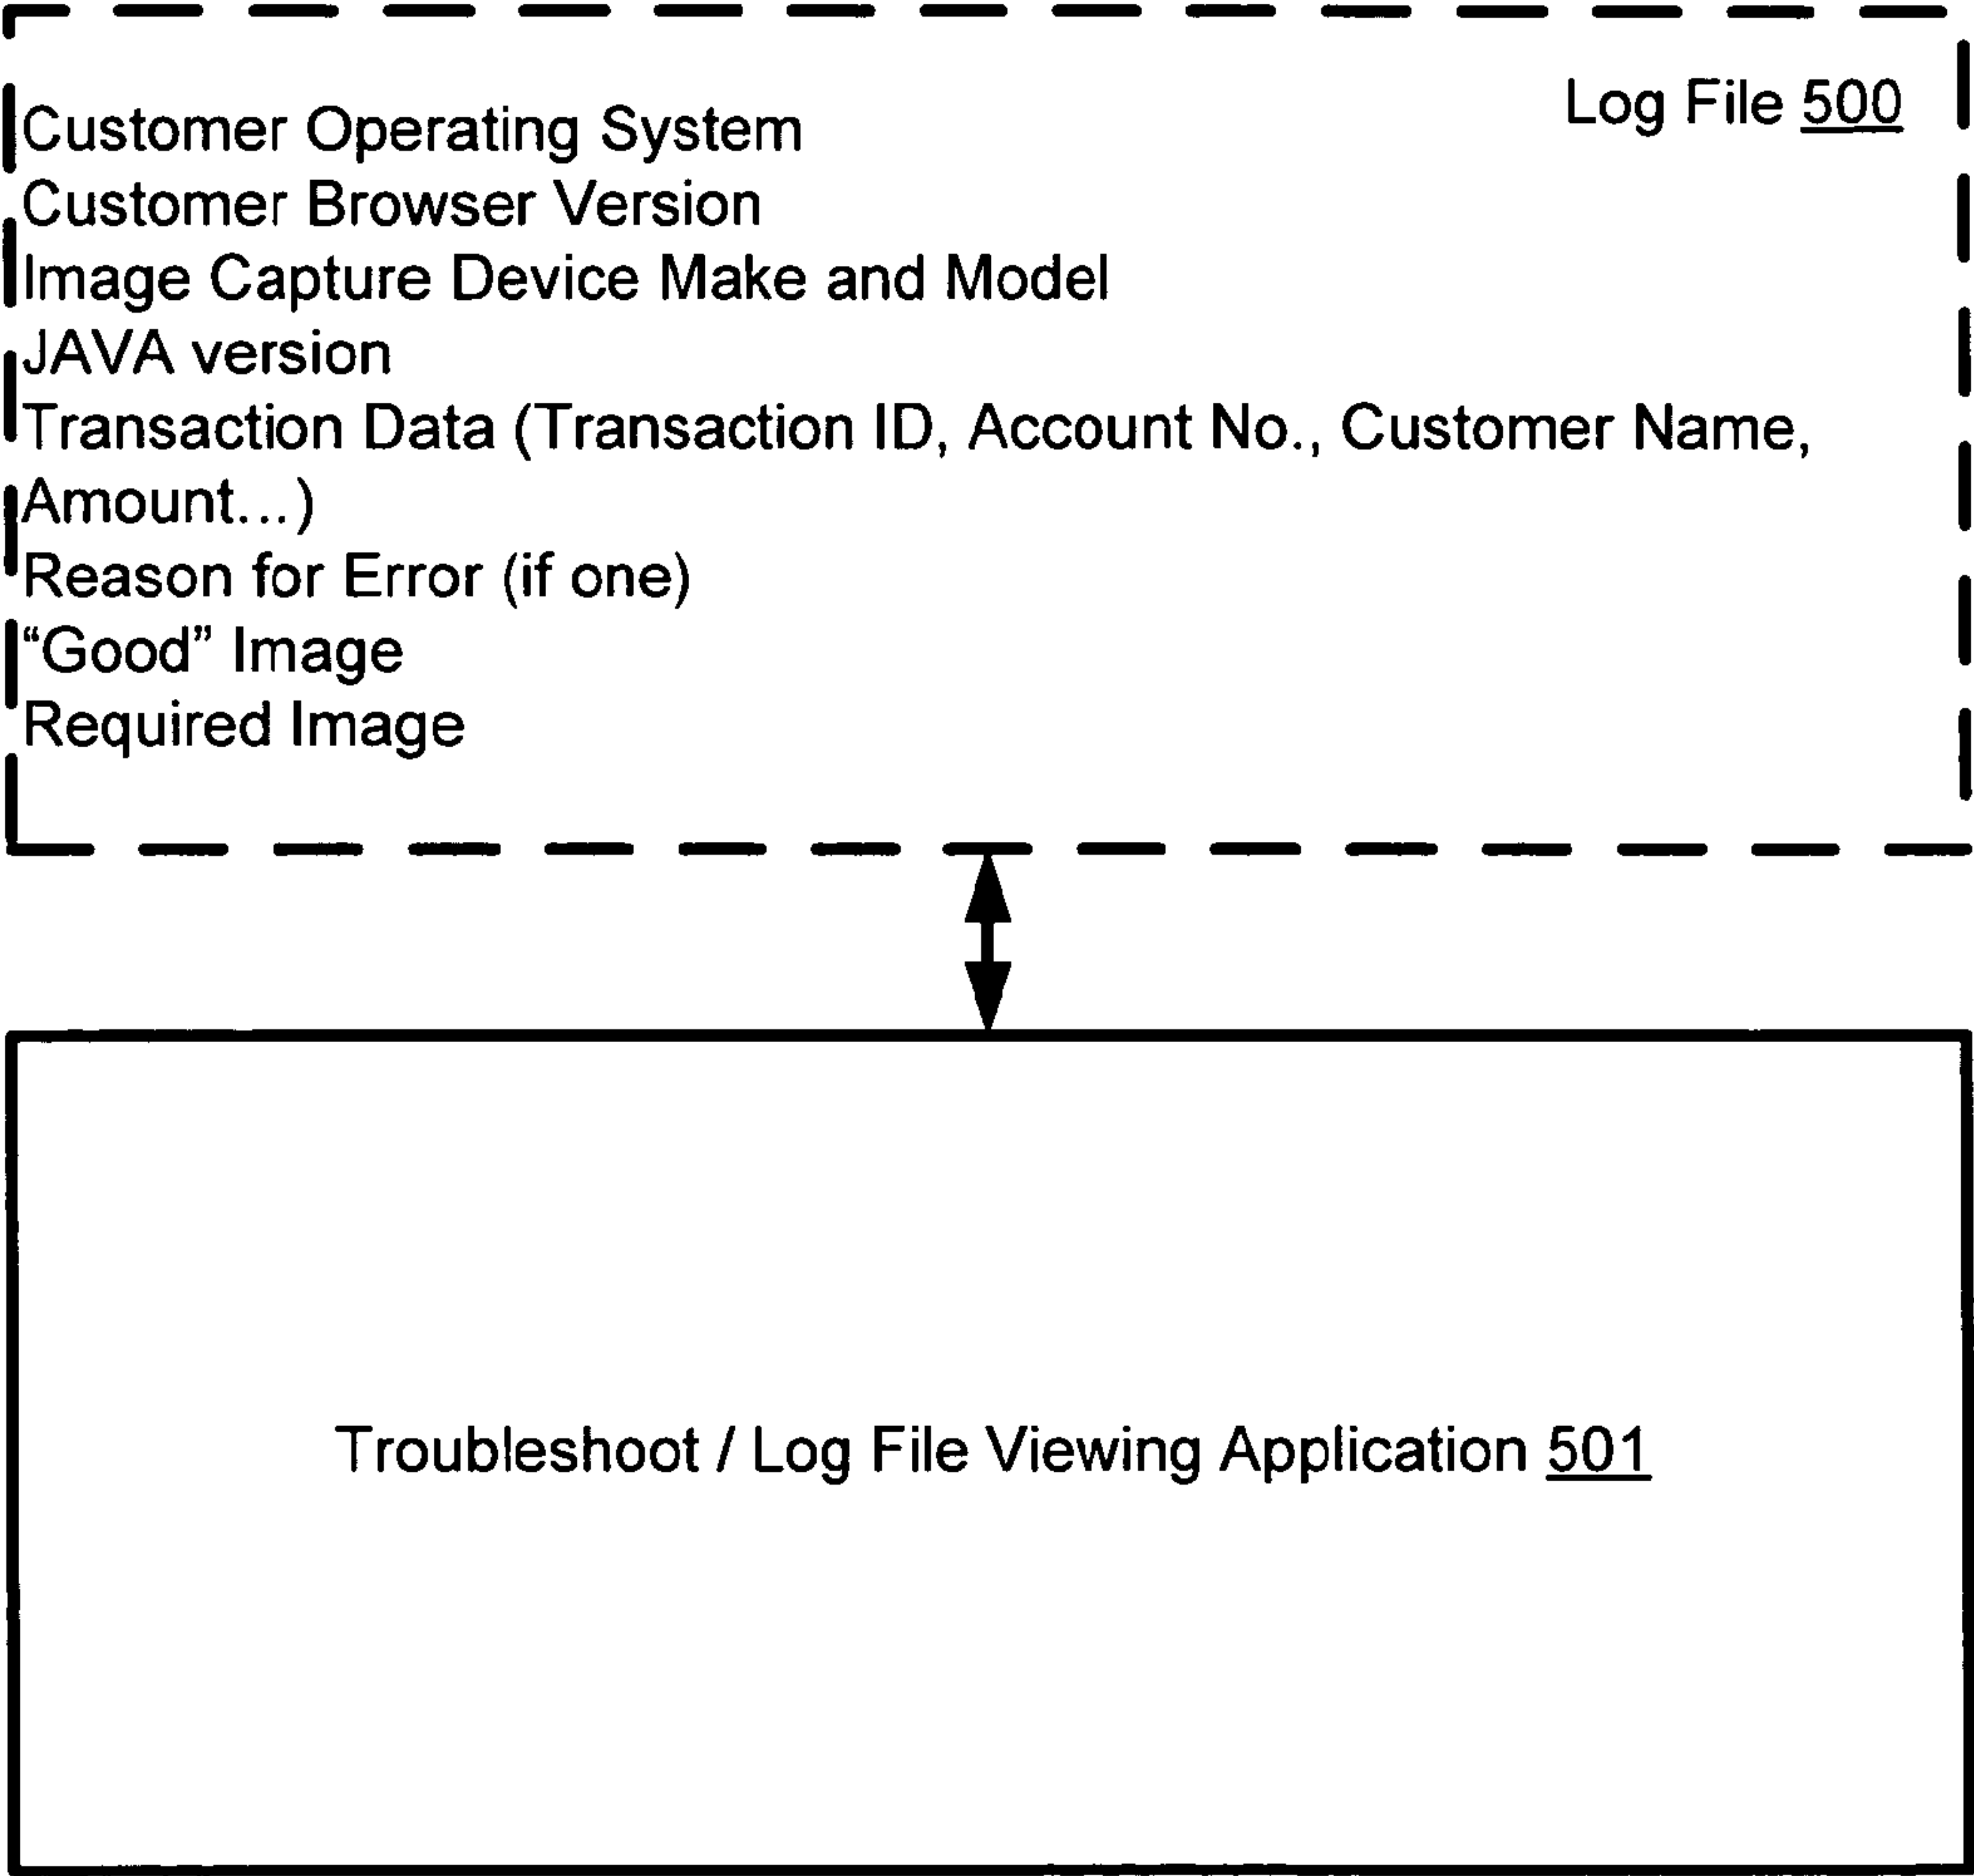 Log File 500
Customer Operating System
Customer Browser Version
Image Capture Device Make and Model
JAVA version
Transaction Data (Transaction ID, Account No., Customer Name,
Amount...)
Reason for Error (if one)
“Good” Image
Required Image
Troubleshoot / Log File Viewing Application 501